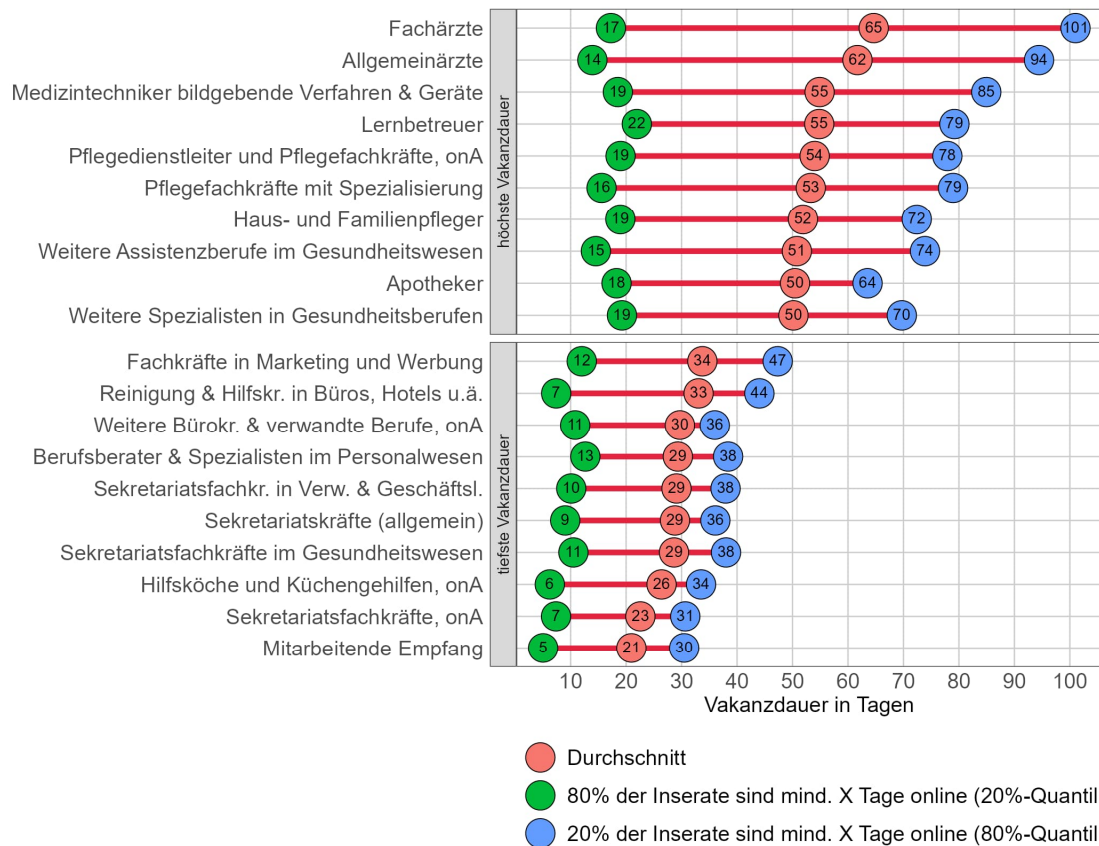 höchste Vakanzdauer
Fachärzte 17 65 101
Allgemeinärzte 14 62 94
Medizintechniker bildgebende Verfahren & Geräte 19 55 85
Lernbetreuer 22 55 79
Pflegedienstleiter und Pflegefachkräfte, onA 19 54 78
Pflegefachkräfte mit Spezialisierung 16 53 79
Haus- und Familienpfleger 19 52 72
Weitere Assistenzberufe im Gesundheitswesen 15 51 74
Apotheker 18 50 64
Weitere Spezialisten in Gesundheitsberufen 19 50 70
tiefste Vakanzdauer
Fachkräfte in Marketing und Werbung 12 34 47
Reinigung & Hilfskr. in Büros, Hotels u.ä. 7 33 44
Weitere Bürokr. & verwandte Berufe, onA 11 30 36
Berufsberater & Spezialisten im Personalwesen 13 29 38
Sekretariatsfachkr. in Verw. & Geschäftsl. 10 29 38
Sekretariatskräfte (allgemein) 9 29 36
Sekretariatsfachkräfte im Gesundheitswesen 11 29 38
Hilfsköche und Küchengehilfen, onA 6 26 34
Sekretariatsfachkräfte, onA 7 23 31
Mitarbeitende Empfang 5 21 30
10 20 30 40 50 60 70 80 90 100
Vakanzdauer in Tagen
Durchschnitt
80% der Inserate sind mind. X Tage online (20%-Quantil
20% der Inserate sind mind. X Tage online (80%-Quantil